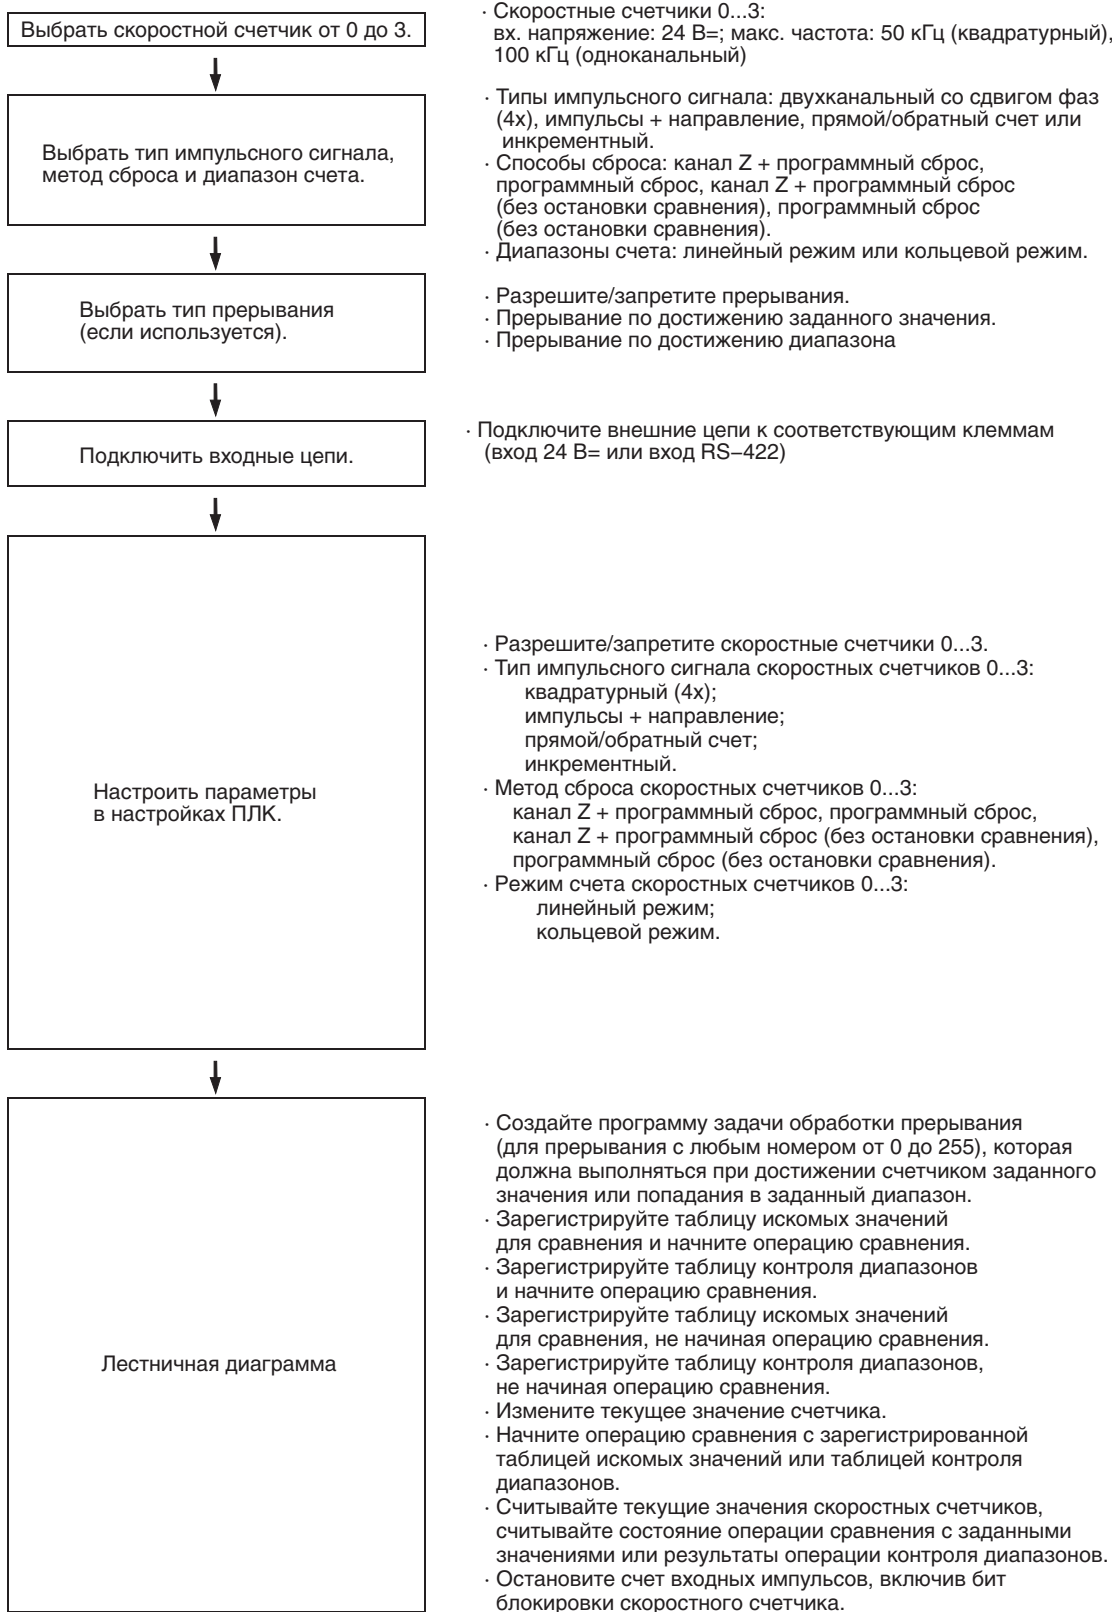 Выбрать скоростной счетчик от 0 до 3.
· Скоростные счетчики 0...3:
вх. напряжение: 24 В=; макс. частота: 50 кГц (квадратурный),
100 кГц (одноканальный)
Выбрать тип импульсного сигнала,
метод сброса и диапазон счета.
· Типы импульсного сигнала: двухканальный со сдвигом фаз
(4x), импульсы + направление, прямой/обратный счет или
инкрементный.
· Способы сброса: канал Z + программный сброс,
программный сброс, канал Z + программный сброс
(без остановки сравнения), программный сброс
(без остановки сравнения).
· Диапазоны счета: линейный режим или кольцевой режим.
Выбрать тип прерывания
(если используется).
· Разрешите/запретите прерывания.
· Прерывание по достижению заданного значения.
· Прерывание по достижению диапазона
Подключить входные цепи.
· Подключите внешние цепи к соответствующим клеммам
(вход 24 В= или вход RS–422)
Настроить параметры
в настройках ПЛК.
· Разрешите/запретите скоростные счетчики 0...3.
· Тип импульсного сигнала скоростных счетчиков 0...3:
квадратурный (4x);
импульсы + направление;
прямой/обратный счет;
инкрементный.
· Метод сброса скоростных счетчиков 0...3:
канал Z + программный сброс, программный сброс,
канал Z + программный сброс (без остановки сравнения),
программный сброс (без остановки сравнения).
· Режим счета скоростных счетчиков 0...3:
линейный режим;
кольцевой режим.
Лестничная диаграмма
· Создайте программу задачи обработки прерывания
(для прерывания с любым номером от 0 до 255), которая
должна выполняться при достижении счетчиком заданного
значения или попадания в заданный диапазон.
· Зарегистрируйте таблицу искомых значений
для сравнения и начните операцию сравнения.
· Зарегистрируйте таблицу контроля диапазонов
и начните операцию сравнения.
· Зарегистрируйте таблицу искомых значений
для сравнения, не начиная операцию сравнения.
· Зарегистрируйте таблицу контроля диапазонов,
не начиная операцию сравнения.
· Измените текущее значение счетчика.
· Начните операцию сравнения с зарегистрированной
таблицей искомых значений или таблицей контроля
диапазонов.
· Считывайте текущие значения скоростных счетчиков,
считывайте состояние операции сравнения с заданными
значениями или результаты операции контроля диапазонов.
· Остановите счет входных импульсов, включив бит
блокировки скоростного счетчика.